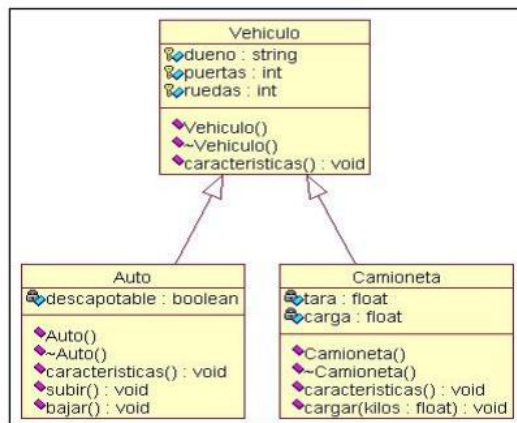 Vehiculo
dueno : string
puertas : int
ruedas : int
Vehiculo()
~Vehiculo()
caracteristicas() : void
Auto
descapotable : boolean
Auto()
~Auto()
caracteristicas() : void
subir() : void
bajar() : void
Camioneta
tara : float
carga : float
Camioneta()
~Camioneta()
caracteristicas() : void
cargar(kilos : float) : void